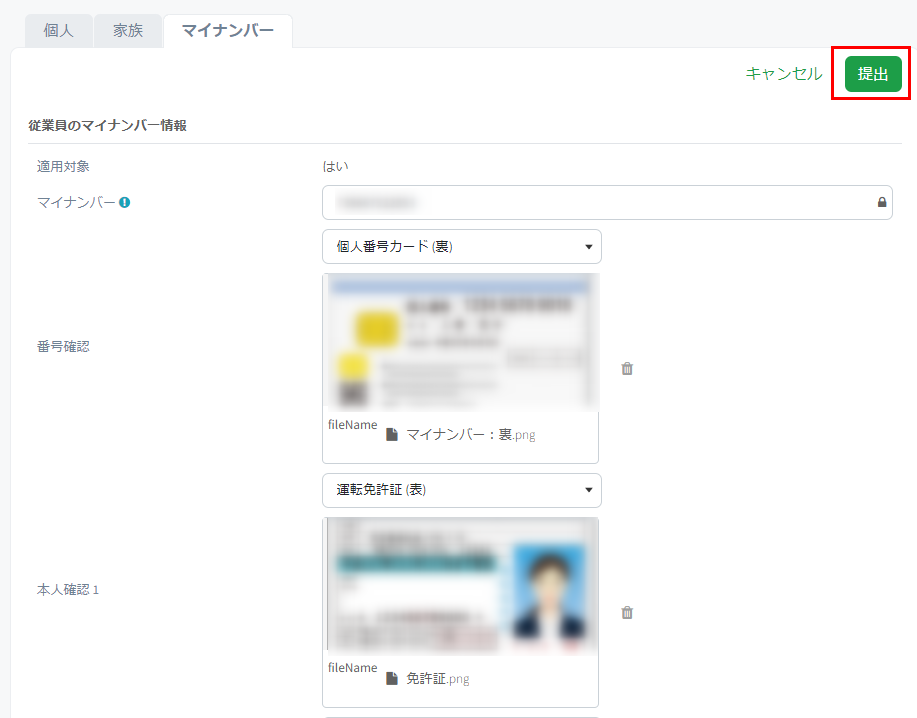 個人 家族 マイナンバー
キャンセル 提出
従業員のマイナンバー情報
適用対象 はい
マイナンバー
個人番号カード (裏)
番号確認
fileName マイナンバー：裏.png
運転免許証 (表)
本人確認 1
fileName 免許証.png